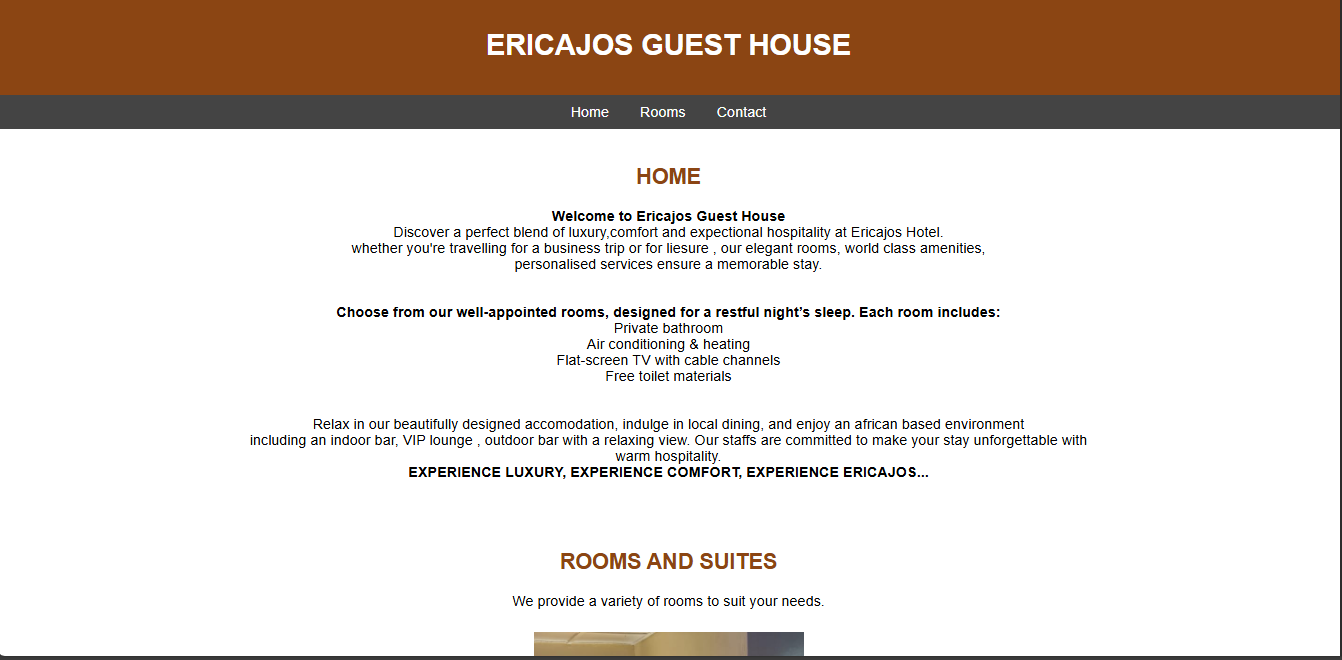 ERICAJOS GUEST HOUSE
Home Rooms Contact
HOME
Welcome to Ericajos Guest House
Discover a perfect blend of luxury,comfort and expectional hospitality at Ericajos Hotel.
whether you're travelling for a business trip or for liesure , our elegant rooms, world class amenities,
personalised services ensure a memorable stay.
Choose from our well-appointed rooms, designed for a restful night’s sleep. Each room includes:
Private bathroom
Air conditioning & heating
Flat-screen TV with cable channels
Free toilet materials
Relax in our beautifully designed accomodation, indulge in local dining, and enjoy an african based environment
including an indoor bar, VIP lounge , outdoor bar with a relaxing view. Our staffs are committed to make your stay unforgettable with
warm hospitality.
EXPERIENCE LUXURY, EXPERIENCE COMFORT, EXPERIENCE ERICAJOS...
ROOMS AND SUITES
We provide a variety of rooms to suit your needs.